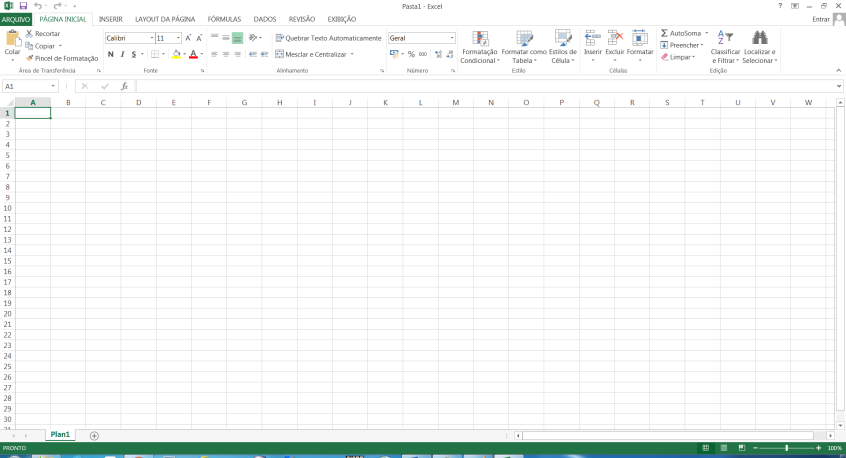 Pasta1 - Excel
?
ARQUIVO PÁGINA INICIAL INSERIR LAYOUT DA PÁGINA FÓRMULAS DADOS REVISÃO EXIBIÇÃO Entrar
Colar
Recortar
Copiar
Pincel de Formatação
Área de Transferência
Calibri 11 A A
N I S A
Fonte
Quebrar Texto Automaticamente
Mesclar e Centralizar
Alinhamento
Geral
% 000
Número
Formatação Condicional
Formatar como Tabela
Estilos de Célula
Estilo
Inserir Excluir Formatar
Células
Σ AutoSoma
Preencher
Limpar
Classificar e Filtrar
Localizar e Selecionar
Edição
A1 fx
A B C D E F G H I J K L M N O P Q R S T U V W
1
2
3
4
5
6
7
8
9
10
11
12
13
14
15
16
17
18
19
20
21
22
23
24
25
26
27
28
29
30
Plan1
PRONTO 100%